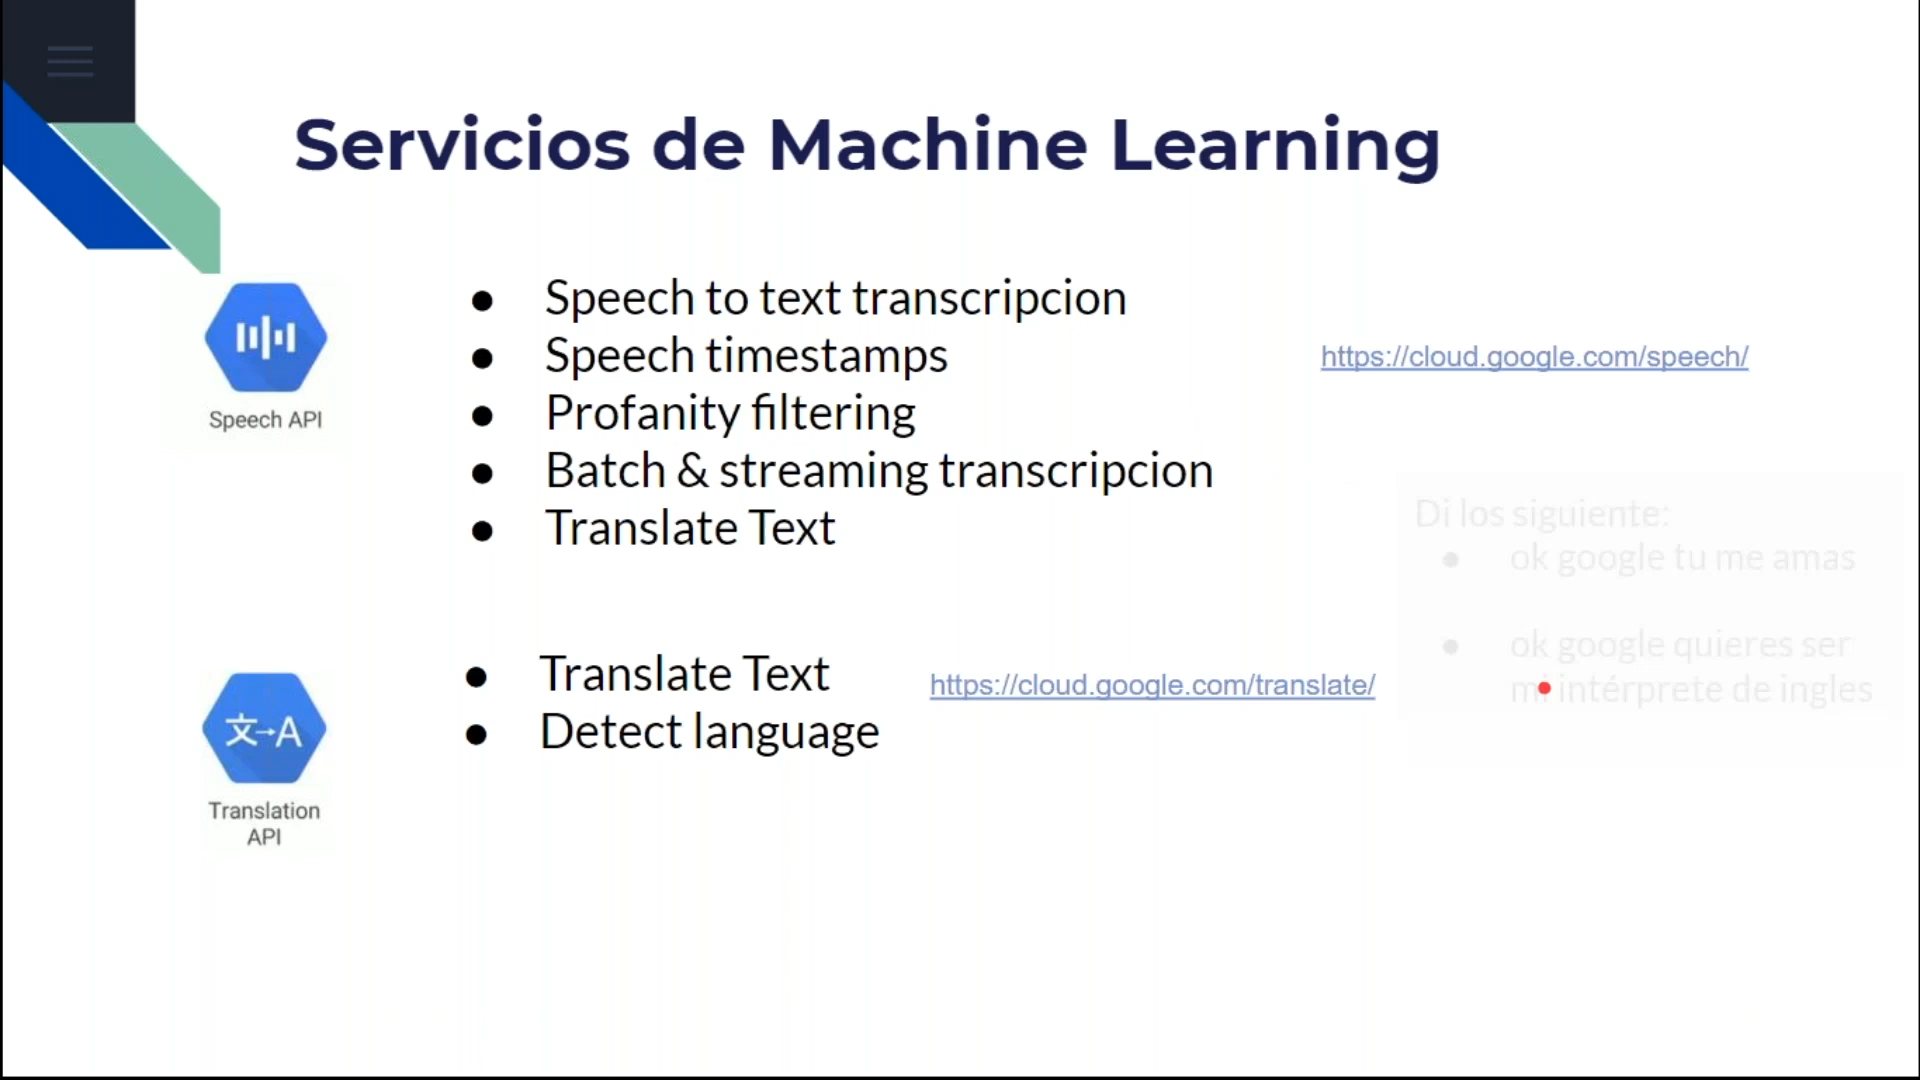 Servicios de Machine Learning
Speech API
● Speech to text transcripcion
● Speech timestamps
● Profanity filtering
● Batch & streaming transcripcion
● Translate Text
https://cloud.google.com/speech/
Di los siguiente:
● ok google tu me amas
● ok google quieres ser
mi intérprete de ingles
文→A
Translation
API
● Translate Text
● Detect language
https://cloud.google.com/translate/